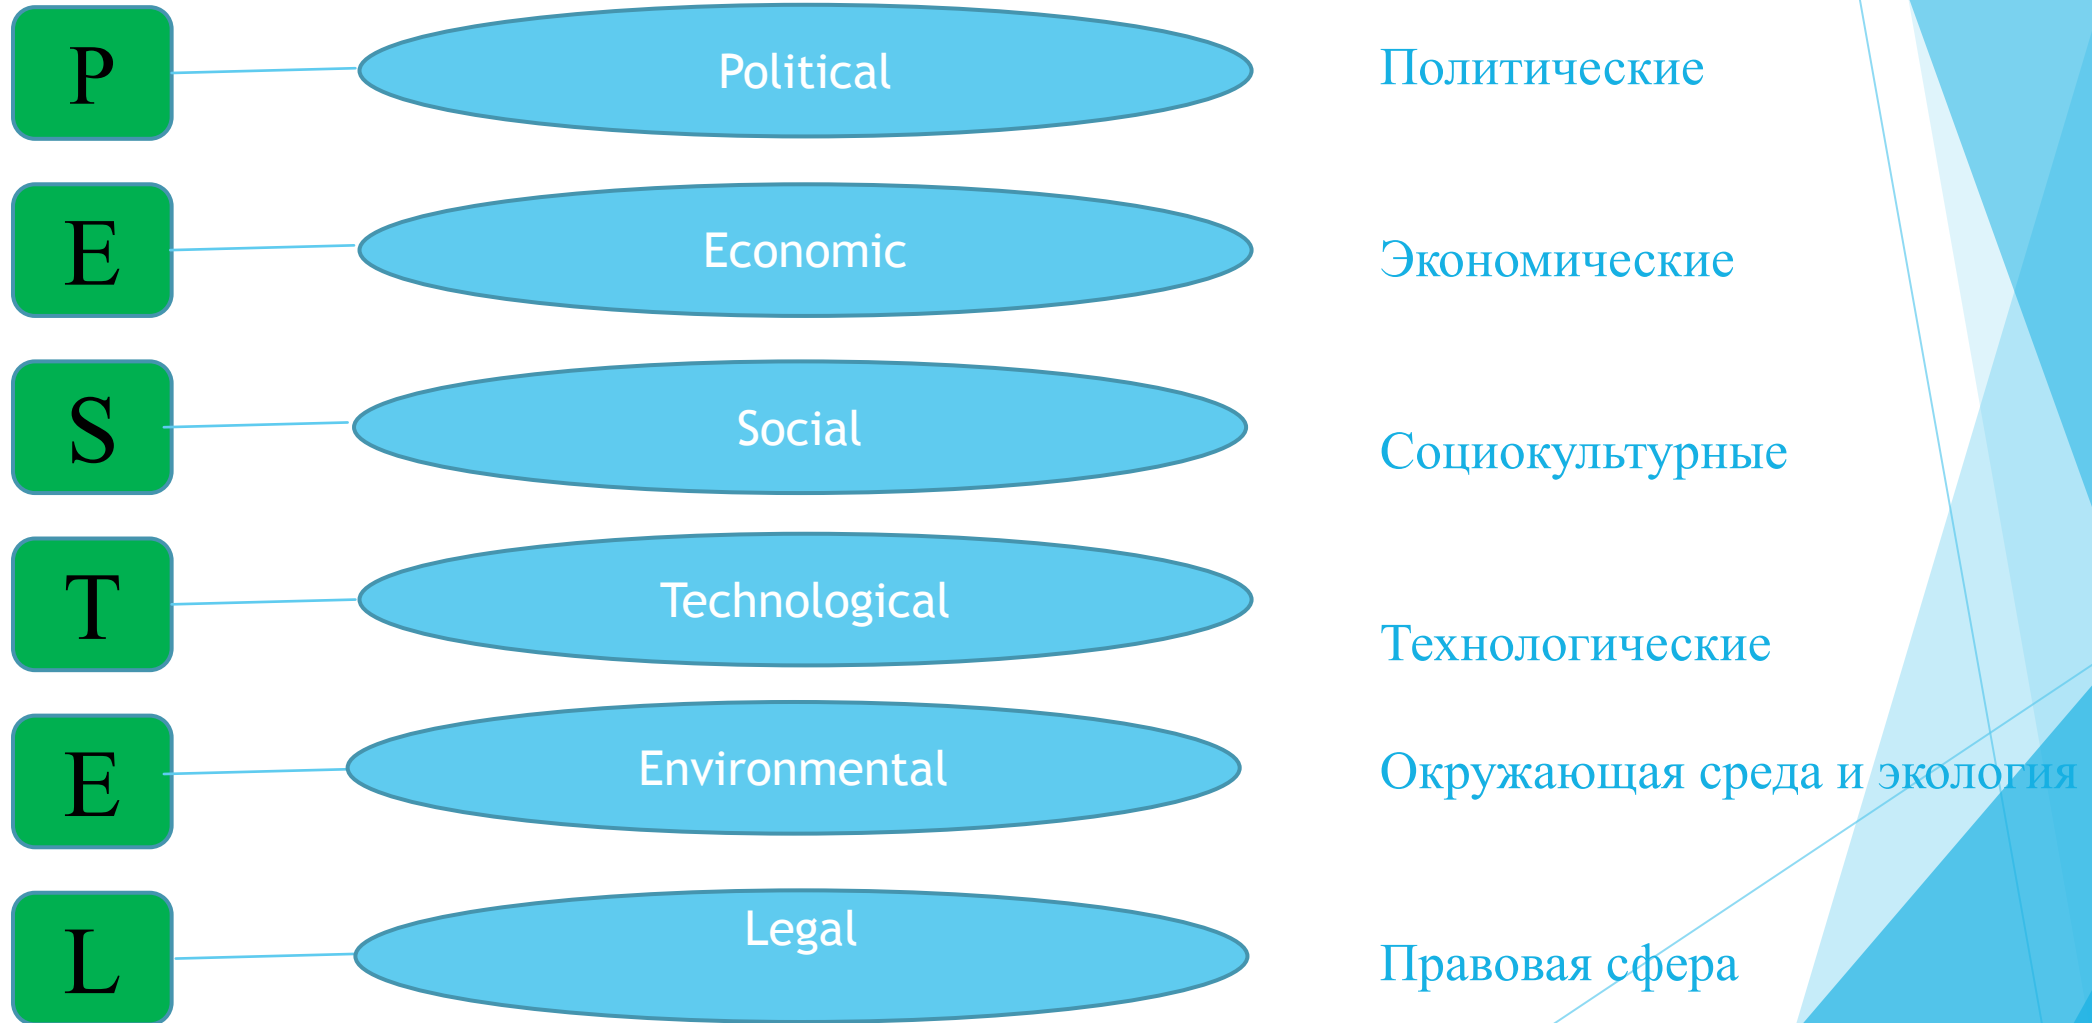 P
Political
Политические
E
Economic
Экономические
S
Social
Социокультурные
T
Technological
Технологические
E
Environmental
Окружающая среда и экология
L
Legal
Правовая сфера